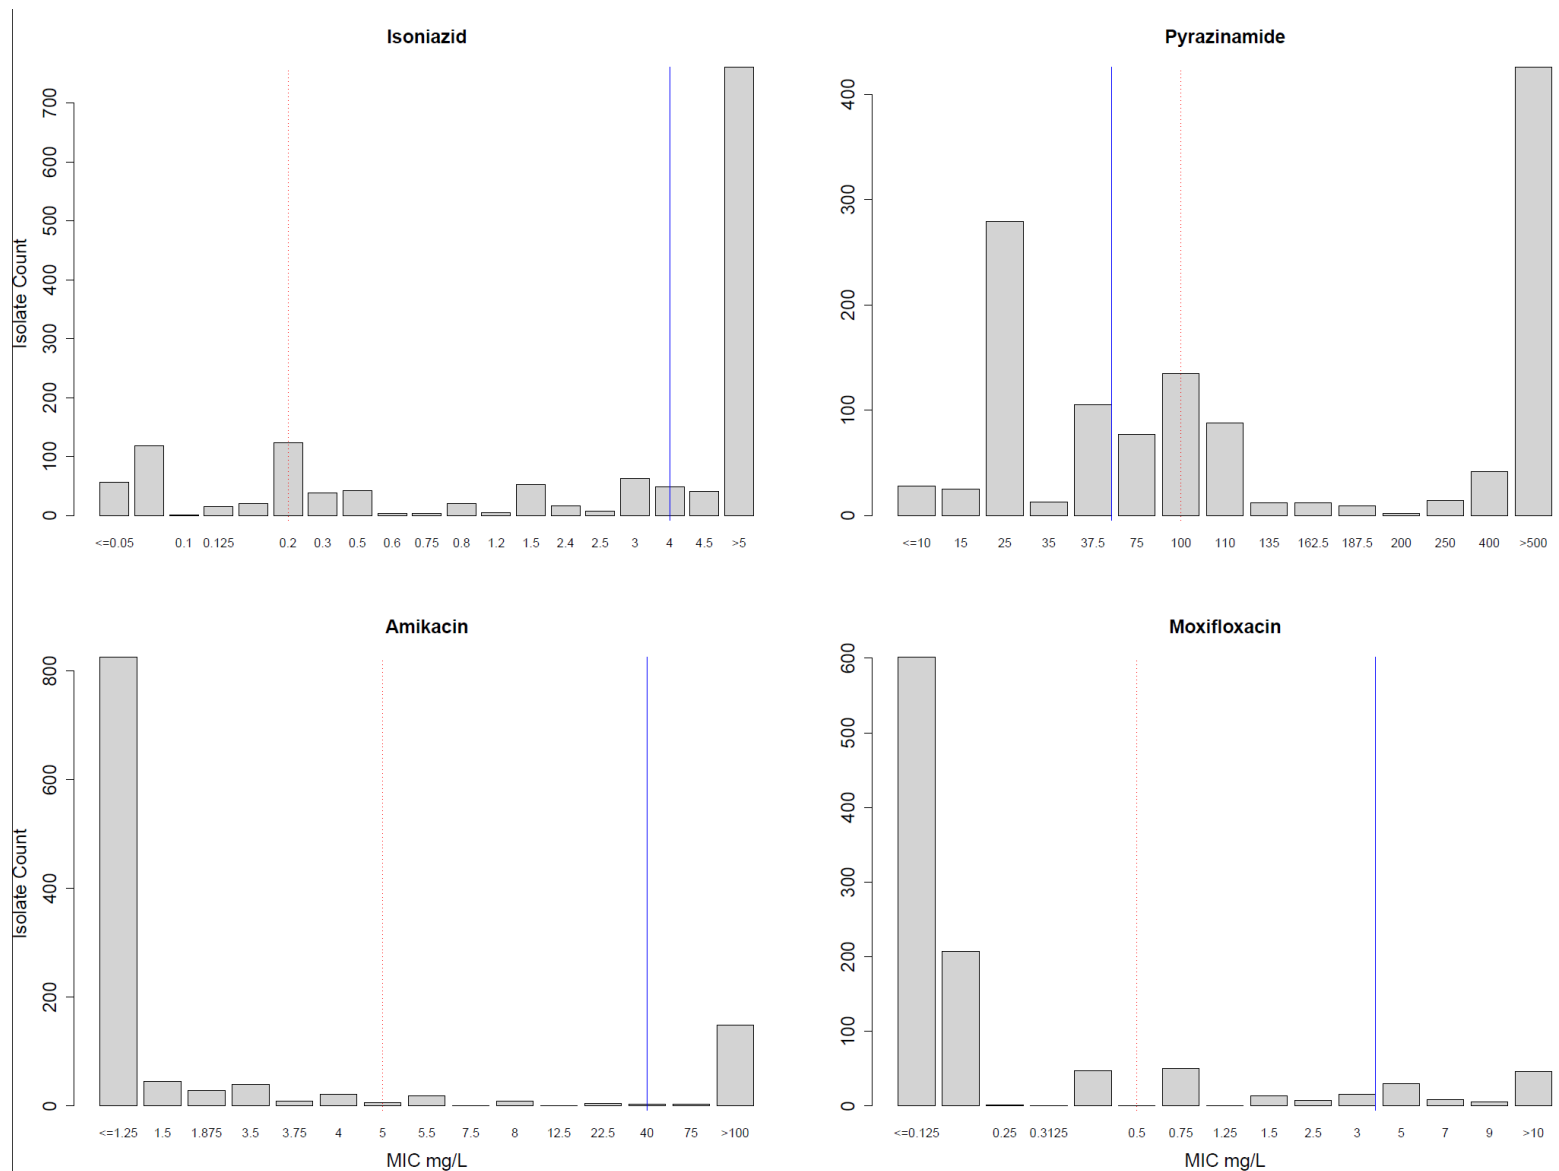 Isoniazid
Isolate Count
700
600
500
400
300
200
100
0
<=0.05 0.1 0.125 0.2 0.3 0.5 0.6 0.75 0.8 1.2 1.5 2.4 2.5 3 4 4.5 >5
Pyrazinamide
400
300
200
100
0
<=10 15 25 35 37.5 75 100 110 135 162.5 187.5 200 250 400 >500
Amikacin
Isolate Count
800
600
400
200
0
<=1.25 1.5 1.875 3.5 3.75 4 5 5.5 7.5 8 12.5 22.5 40 75 >100
MIC mg/L
Moxifloxacin
600
500
400
300
200
100
0
<=0.125 0.25 0.3125 0.5 0.75 1.25 1.5 2.5 3 5 7 9 >10
MIC mg/L